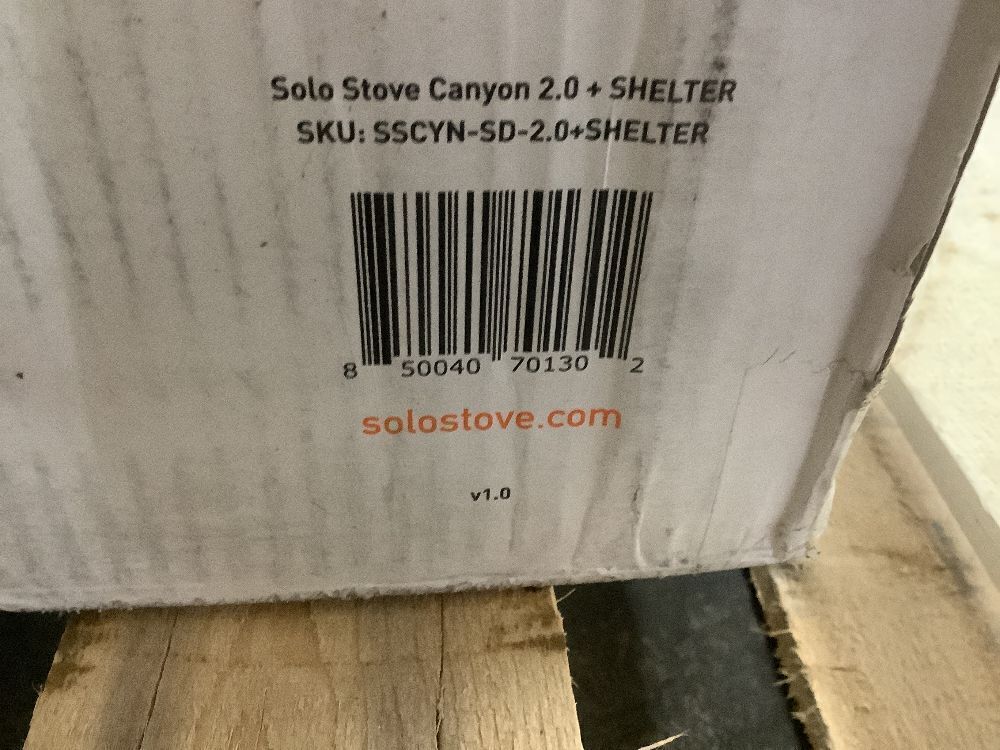 Solo Stove Canyon 2.0 + SHELTER
SKU: SSCYN-SD-2.0+SHELTER
8 50040 70130 2
solostove.com
v1.0